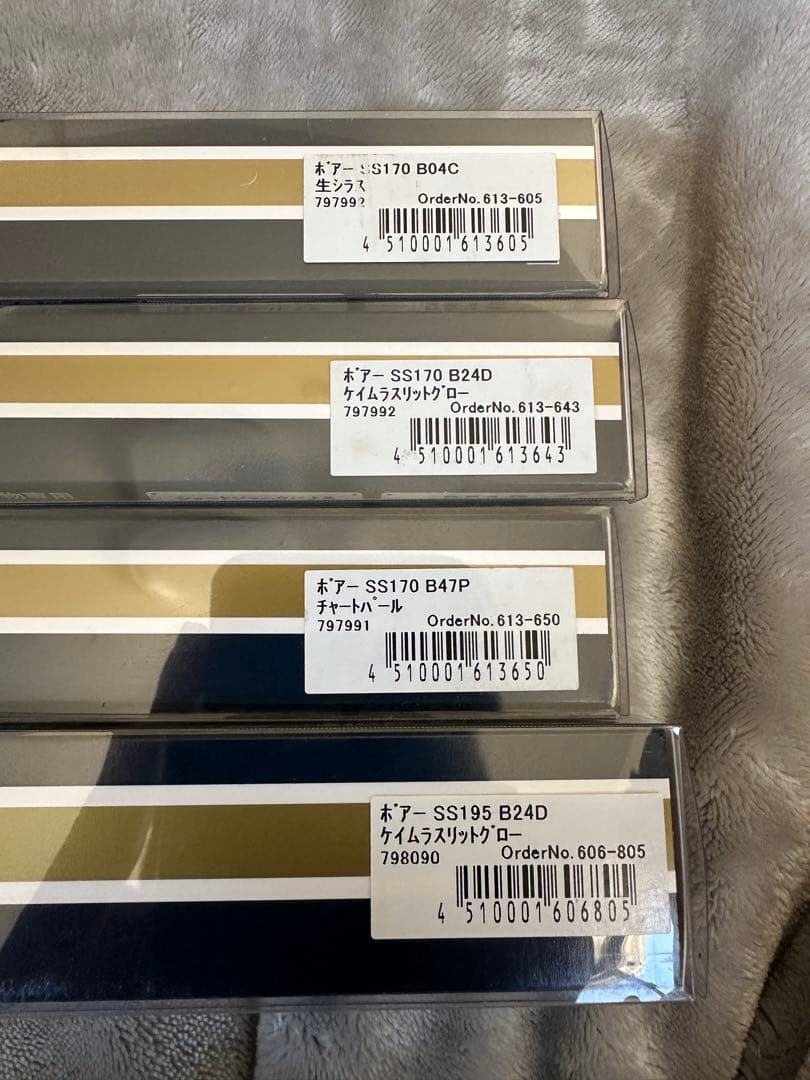 ボアー SS170 B04C
生シラス
797992 OrderNo.613-605
4 510001 613605
ボアー SS170 B24D
ケイムラスリットグロー
797992 OrderNo.613-643
4 510001 613643
ボアー SS170 B47P
チャートパール
797991 OrderNo.613-650
4 510001 613650
ボアー SS195 B24D
ケイムラスリットグロー
798090 OrderNo.606-805
4 510001 606805